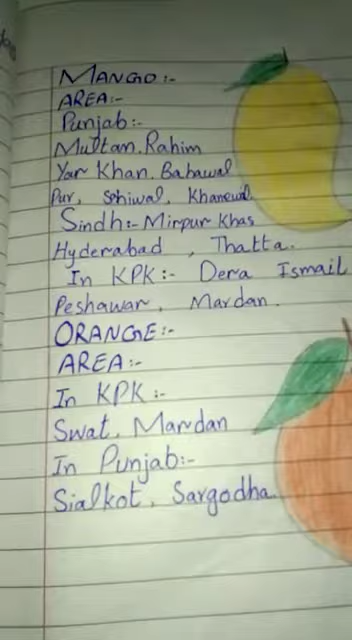 MANGO:-
AREA:-
Punjab:-
Multan, Rahim
Yar Khan, Bahawal
Pur, Sahiwal, Khanewal
Sindh:- Mirpur Khas
Hyderabad, Thatta.
In KPK:- Dera Ismail
Peshawar, Mardan.
ORANGE:-
AREA:-
In KPK:-
Swat, Mardan
In Punjab:-
Sialkot, Sargodha.